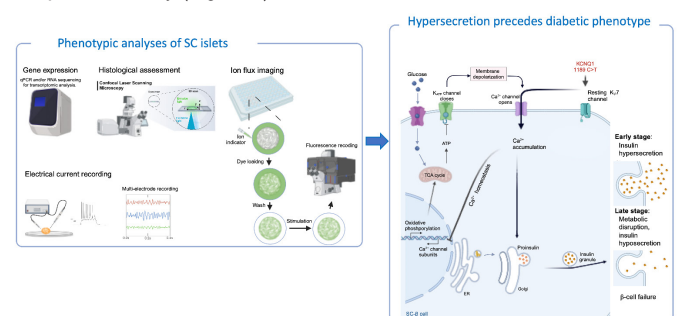 Phenotypic analyses of SC islets
Gene expression
qPCR and/or RNA sequencing
for transcriptomic analysis.
Histological assessment
Confocal Laser Scanning
Microscopy
Ion flux imaging
Ion
indicator
Dye loaidng
Wash
Stimulation
Fluorescence recoding
Electrical current recording
Multi-electrode recording
Hypersecretion precedes diabetic phenotype
Glucose
Membrane
depolarization
KATP channel
closes
Ca²⁺ channel
opens
KCNQ1
1189 C>T
Resting
channel
Kv7
ATP
Ca²⁺
accumulation
TCA cycle
Ca²⁺ homeostasis
Oxidative
phosphorylation
Ca²⁺ channel
subunits
ER
Proinsulin
Golgi
Insulin
granule
SC-β cell
Early stage:
Insulin
hypersecretion
Late stage:
Metabolic
disruption,
insulin
hyposecretion
β-cell failure